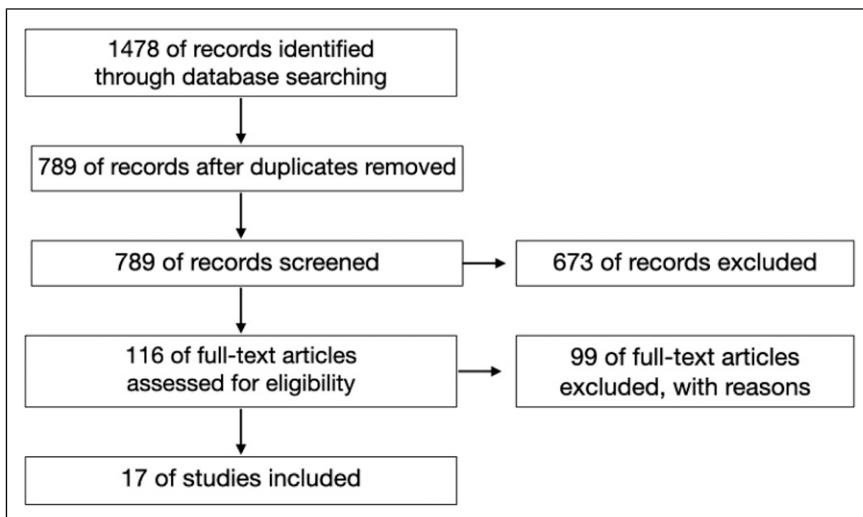 1478 of records identified
through database searching
789 of records after duplicates removed
789 of records screened
673 of records excluded
116 of full-text articles
assessed for eligibility
99 of full-text articles
excluded, with reasons
17 of studies included